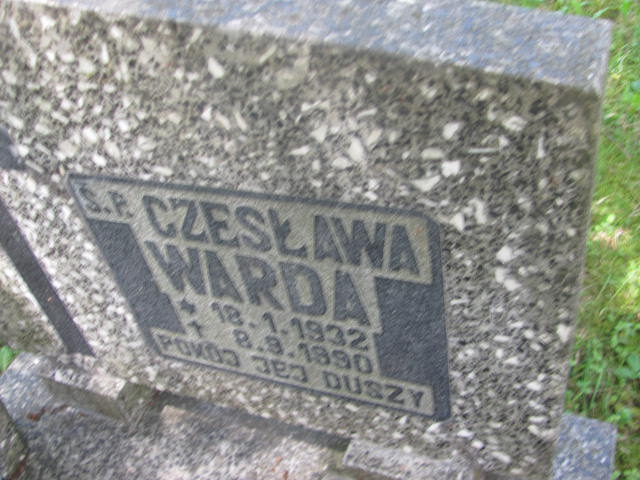 Ś.P. CZESŁAWA
WARDA
* 18.1.1932
† 8.9.1990
POKÓJ JEJ DUSZY